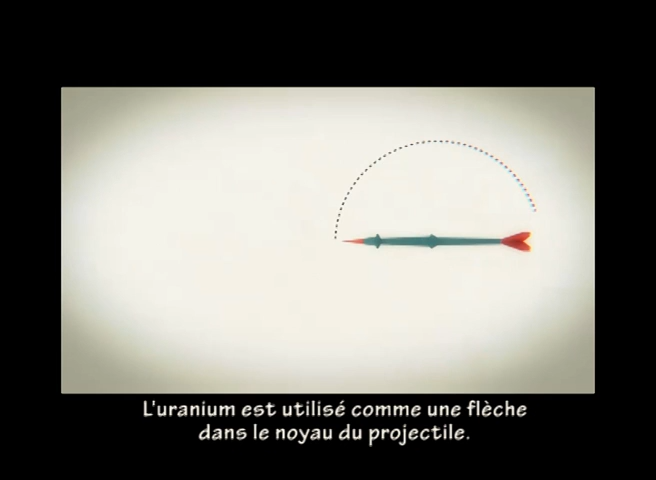 L'uranium est utilisé comme une flèche
dans le noyau du projectile.